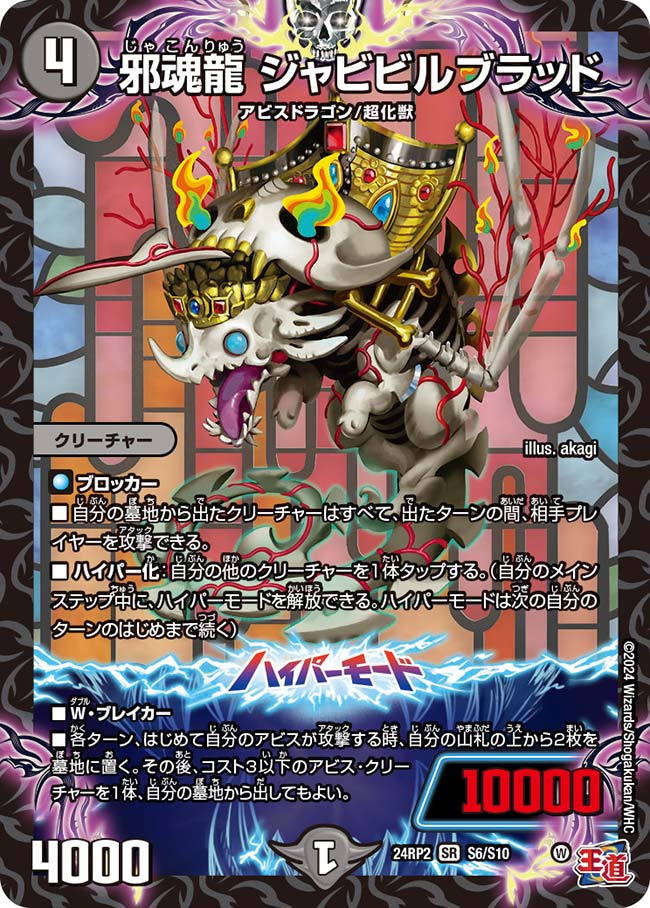 4
じゃこんりゅう
邪魂龍 ジャビビルブラッド
アビスドラゴン/超化獣
クリーチャー
illus. akagi
ブロッカー
■自分の墓地から出たクリーチャーはすべて、出たターンの間、相手プレ
イヤーを攻撃できる。
■ハイパー化:自分の他のクリーチャーを1体タップする。(自分のメイン
ステップ中に、ハイパーモードを解放できる。ハイパーモードは次の自分の
ターンのはじめまで続く)
ハイパーモード
■W・ブレイカー
■各ターン、はじめて自分のアビスが攻撃する時、自分の山札の上から2枚を
墓地に置く。その後、コスト3以下のアビス・クリー
チャーを1体、自分の墓地から出してもよい。
10000
4000
1
24RP2 SR S6/S10
W
王道
©2024 Wizards/Shogakukan/WHC